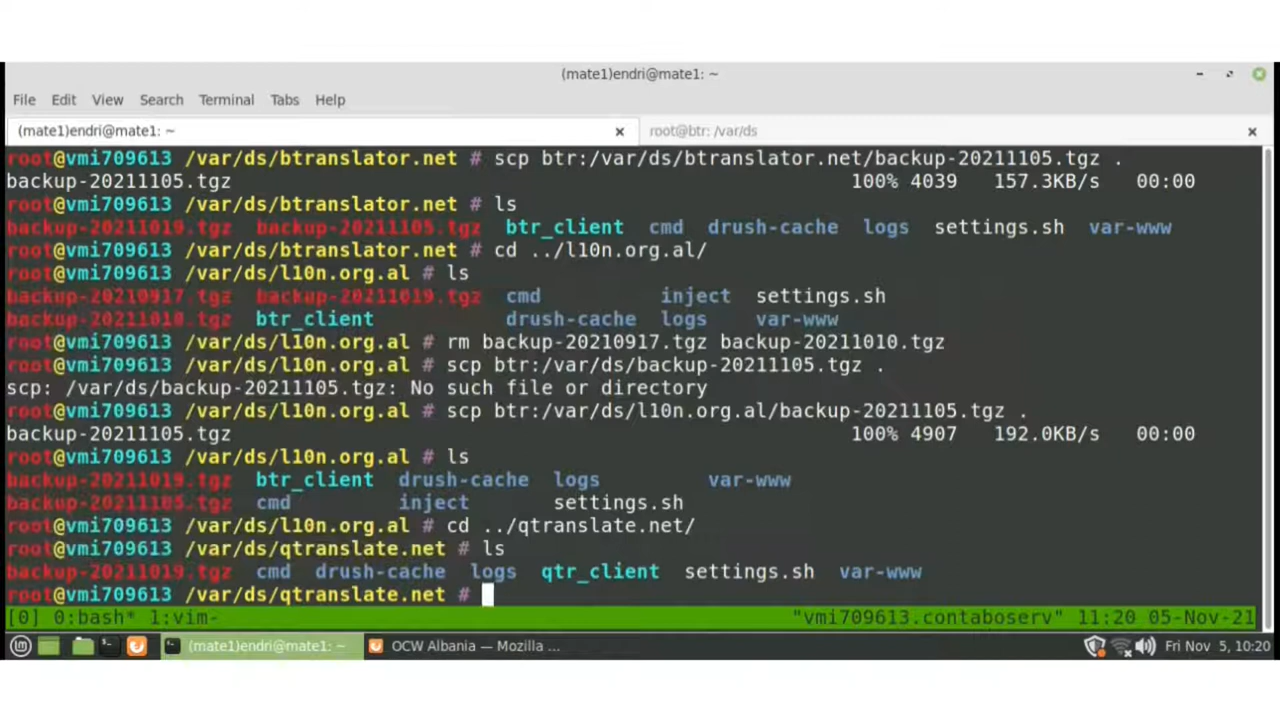 (mate1)endri@mate1: ~
File Edit View Search Terminal Tabs Help
(mate1)endri@mate1: ~ × root@btr: /var/ds ×
root@vmi709613 /var/ds/btranslator.net # scp btr:/var/ds/btranslator.net/backup-20211105.tgz .
backup-20211105.tgz 100% 4039 157.3KB/s 00:00
root@vmi709613 /var/ds/btranslator.net # ls
backup-20211019.tgz backup-20211105.tgz btr_client cmd drush-cache logs settings.sh var-www
root@vmi709613 /var/ds/btranslator.net # cd ../l10n.org.al/
root@vmi709613 /var/ds/l10n.org.al # ls
backup-20210917.tgz backup-20211019.tgz cmd inject settings.sh
backup-20211010.tgz btr_client drush-cache logs var-www
root@vmi709613 /var/ds/l10n.org.al # rm backup-20210917.tgz backup-20211010.tgz
root@vmi709613 /var/ds/l10n.org.al # scp btr:/var/ds/backup-20211105.tgz .
scp: /var/ds/backup-20211105.tgz: No such file or directory
root@vmi709613 /var/ds/l10n.org.al # scp btr:/var/ds/l10n.org.al/backup-20211105.tgz .
backup-20211105.tgz 100% 4907 192.0KB/s 00:00
root@vmi709613 /var/ds/l10n.org.al # ls
backup-20211019.tgz btr_client drush-cache logs var-www
backup-20211105.tgz cmd inject settings.sh
root@vmi709613 /var/ds/l10n.org.al # cd ../qtranslate.net/
root@vmi709613 /var/ds/qtranslate.net # ls
backup-20211019.tgz cmd drush-cache logs qtr_client settings.sh var-www
root@vmi709613 /var/ds/qtranslate.net #
[0] 0:bash* 1:vim- "vmi709613.contaboserv" 11:20 05-Nov-21
(mate1)endri@mate1: ~ OCW Albania — Mozilla ... Fri Nov 5, 10:20